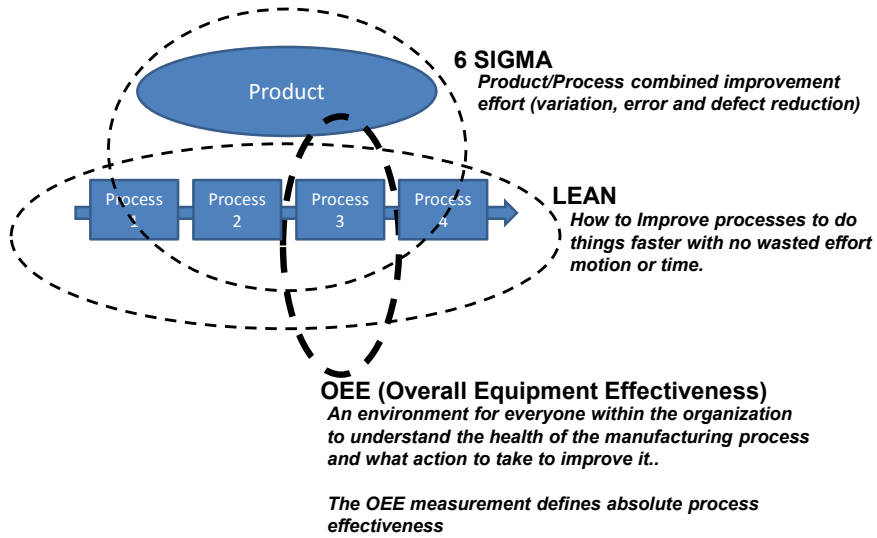 6 SIGMA
Product/Process combined improvement
effort (variation, error and defect reduction)
Product
Process
1
Process
2
Process
3
Process
4
LEAN
How to Improve processes to do
things faster with no wasted effort
motion or time.
OEE (Overall Equipment Effectiveness)
An environment for everyone within the organization
to understand the health of the manufacturing process
and what action to take to improve it..
The OEE measurement defines absolute process
effectiveness